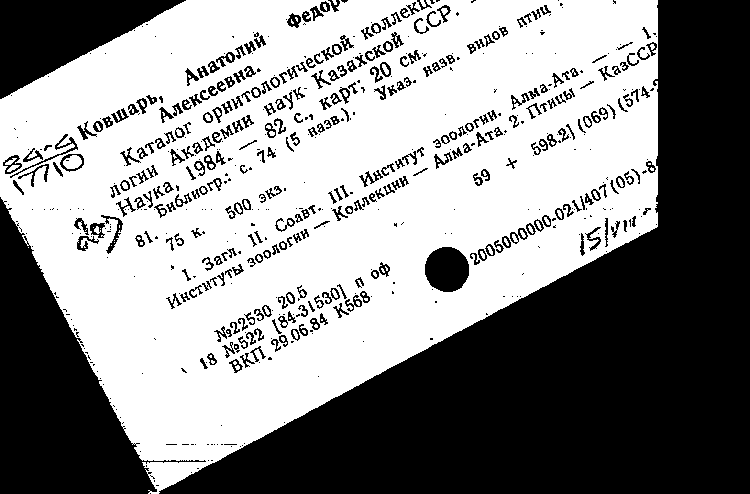 Ковшарь, Анатолий Федоро
Алексеевна.
84-4
17710
Каталог орнитологической коллекци
логии Академии наук Казахской ССР. —
Наука, 1984. — 82 с., карт; 20 см.
81. Библиогр.: с. 74 (5 назв.). Указ. назв. видов птиц :
75 к. 500 экз.
1. Загл. II. Соавт. III. Институт зоологии. Алма-Ата. — — 1.
Институты зоологии — Коллекции — Алма-Ата. 2. Птицы — КазССР
59 + 598.2] (069) (574-2
2005000000-021/407 (05)-84
15/VIII
№22530 20.5
18 №522 [84-31530] п оф
ВКП 29.06.84 К568